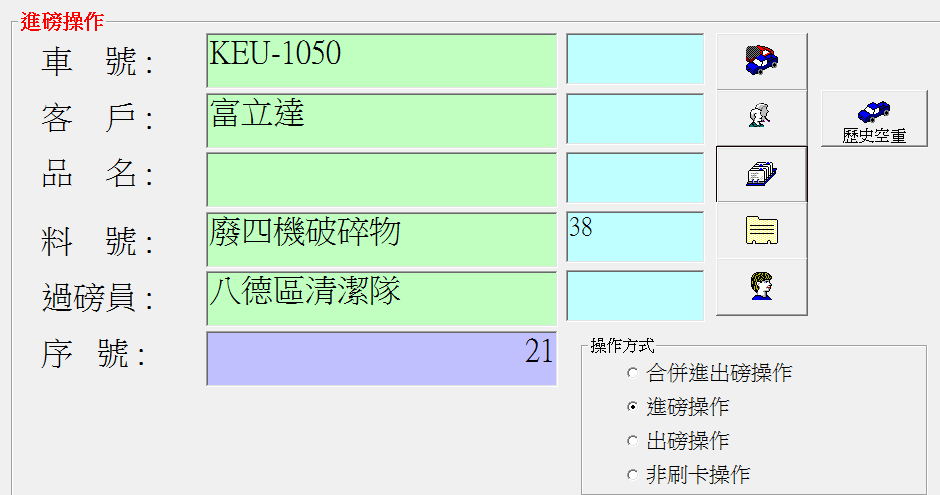 進磅操作
車 號: KEU-1050
客 戶: 富立達
歷史空重
品 名:
料 號: 廢四機破碎物 38
過磅員: 八德區清潔隊
序 號: 21
操作方式
合併進出磅操作
進磅操作
出磅操作
非刷卡操作